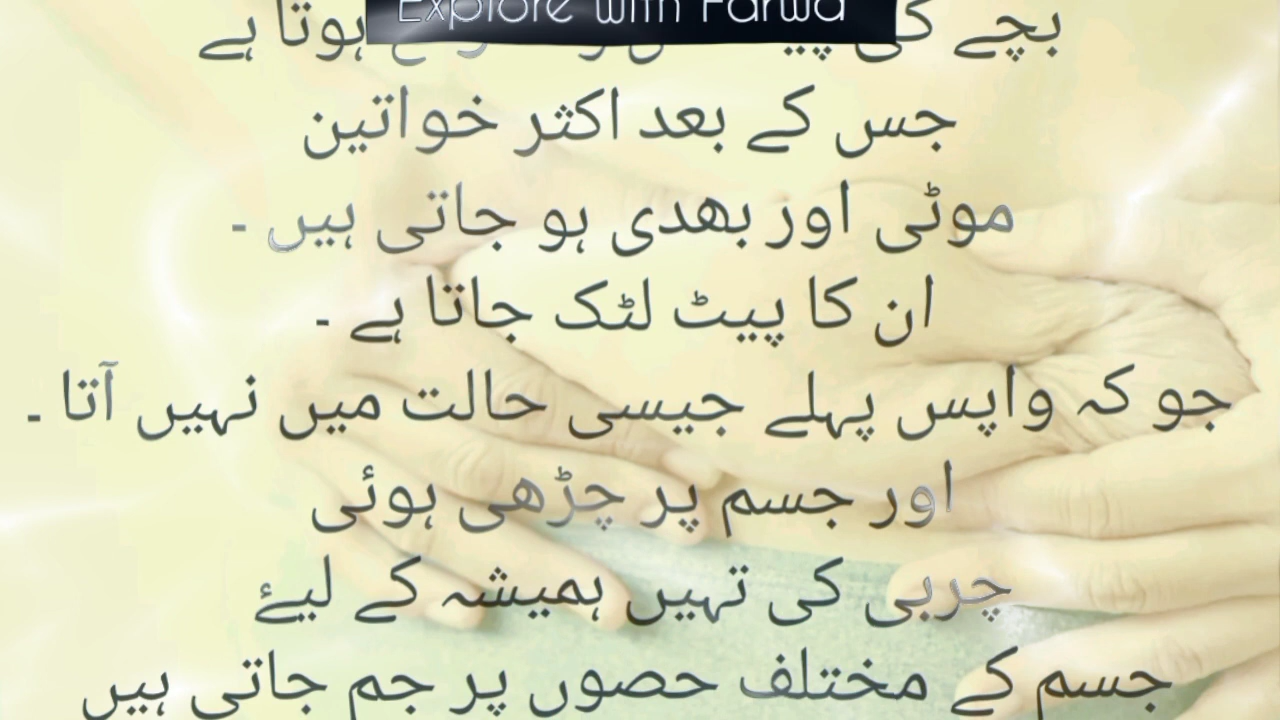 Explore with Farwa
بچے کی ہوتا ہے
جس کے بعد اکثر خواتین
موٹی اور بھدی ہو جاتی ہیں ۔
ان کا پیٹ لٹک جاتا ہے ۔
جو کہ واپس پہلے جیسی حالت میں نہیں آتا ۔
اور جسم پر چڑھی ہوئی
چربی کی تہیں ہمیشہ کے لیۓ
جسم کے مختلف حصوں پر جم جاتی ہیں